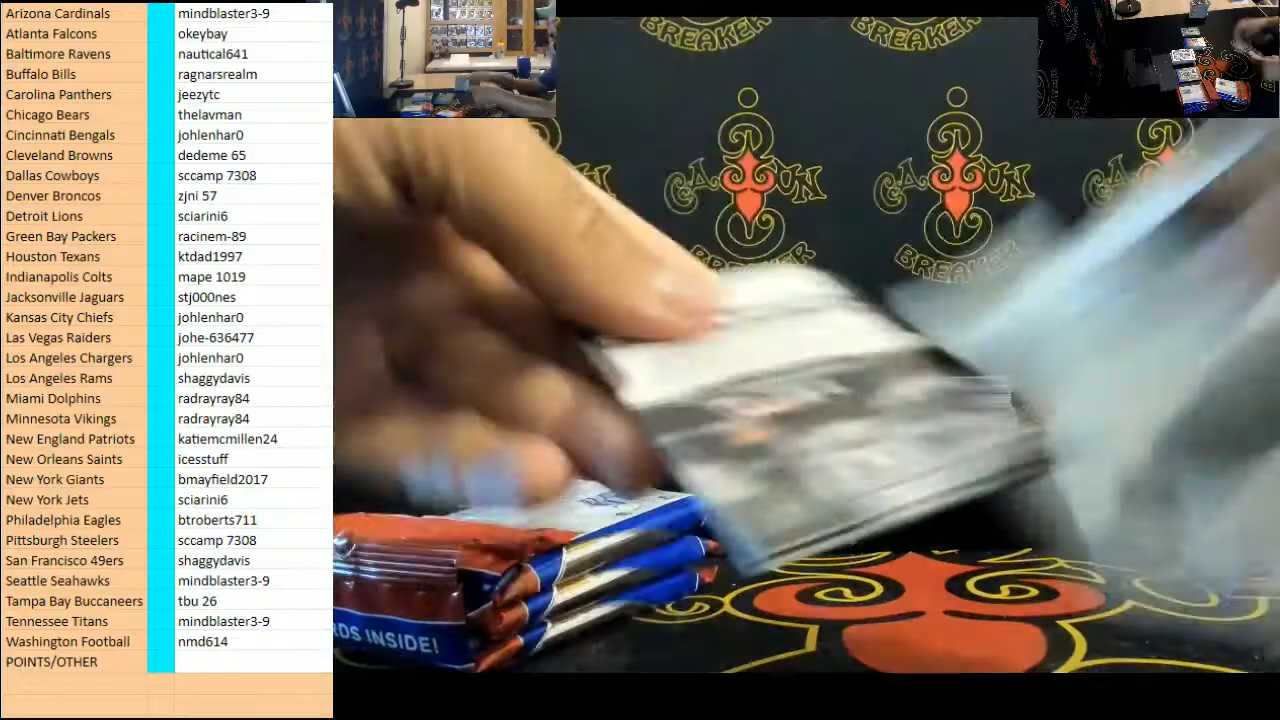 Arizona Cardinals mindblaster3-9
Atlanta Falcons okeybay
Baltimore Ravens nautical641
Buffalo Bills ragnarsrealm
Carolina Panthers jeezytc
Chicago Bears thelavman
Cincinnati Bengals johlenhar0
Cleveland Browns dedeme 65
Dallas Cowboys sccamp 7308
Denver Broncos zjni 57
Detroit Lions sciarini6
Green Bay Packers racinem-89
Houston Texans ktdad1997
Indianapolis Colts mape 1019
Jacksonville Jaguars stj000nes
Kansas City Chiefs johlenhar0
Las Vegas Raiders johe-636477
Los Angeles Chargers johlenhar0
Los Angeles Rams shaggydavis
Miami Dolphins radrayray84
Minnesota Vikings radrayray84
New England Patriots katiemcmillen24
New Orleans Saints icesstuff
New York Giants bmayfield2017
New York Jets sciarini6
Philadelphia Eagles btroberts711
Pittsburgh Steelers sccamp 7308
San Francisco 49ers shaggydavis
Seattle Seahawks mindblaster3-9
Tampa Bay Buccaneers tbu 26
Tennessee Titans mindblaster3-9
Washington Football nmd614
POINTS/OTHER
BREAKER
BREAKER
CAJUN
BREAKER
CAJUN
BREAKER
RDS INSIDE!